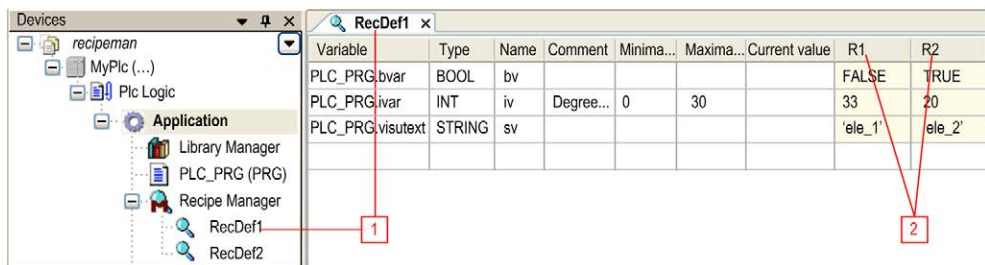 Devices
recipeman
MyPlc (...)
Plc Logic
Application
Library Manager
PLC_PRG (PRG)
Recipe Manager
RecDef1
RecDef2
1
RecDef1
Variable Type Name Comment Minima... Maxima... Current value R1 R2
PLC_PRG.bvar BOOL bv FALSE TRUE
PLC_PRG.ivar INT iv Degree... 0 30 33 20
PLC_PRG.visutext STRING sv 'ele_1' 'ele_2'
2